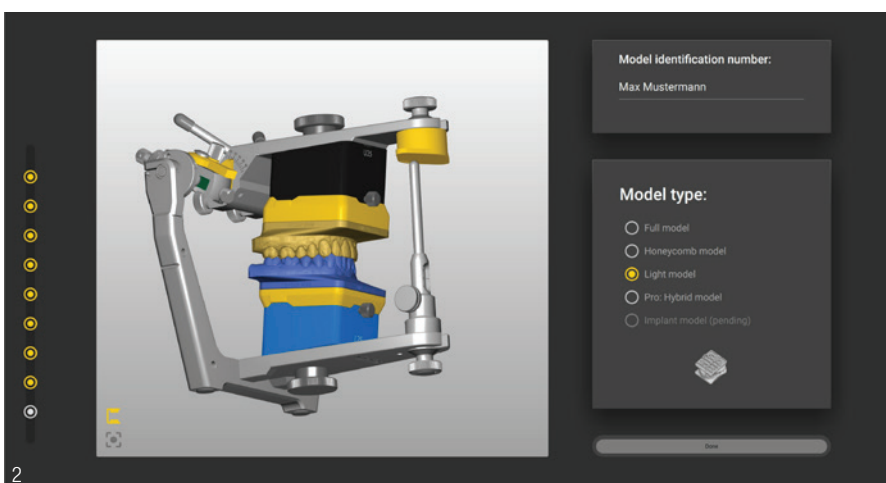 Model identification number:
Max Mustermann
Model type:
Full model
Honeycomb model
Light model
Pro: Hybrid model
Implant model (pending)
Done
2